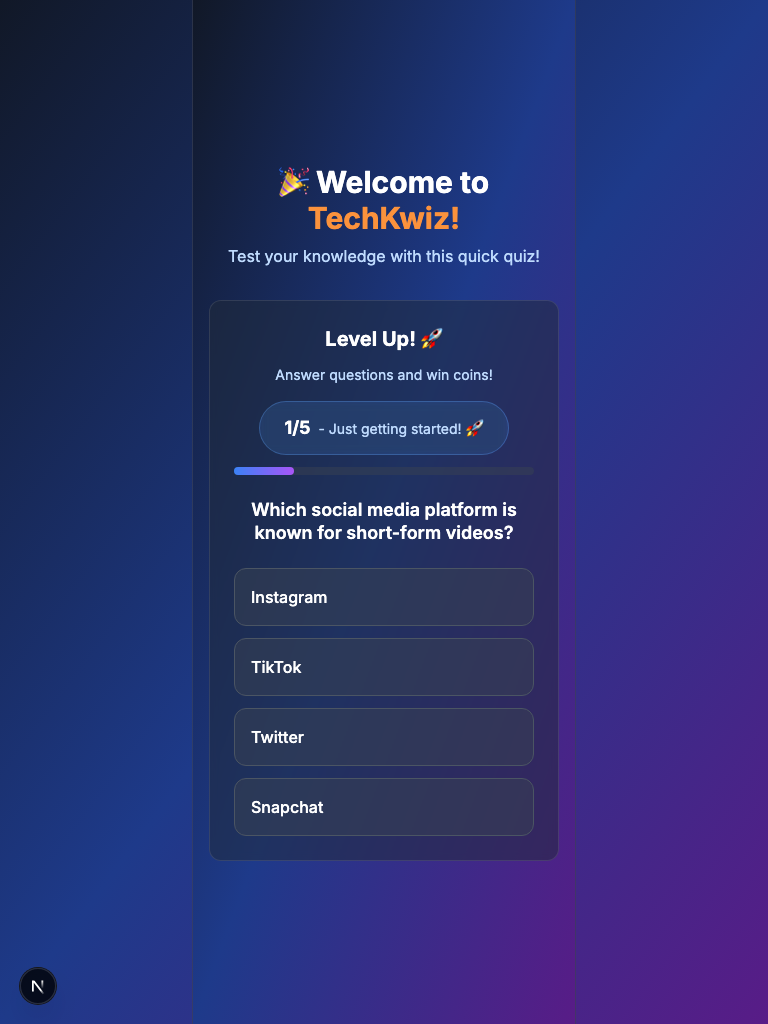 🎉 Welcome to
TechKwiz!
Test your knowledge with this quick quiz!
Level Up! 🚀
Answer questions and win coins!
1/5 - Just getting started! 🚀
Which social media platform is
known for short-form videos?
Instagram
TikTok
Twitter
Snapchat
N